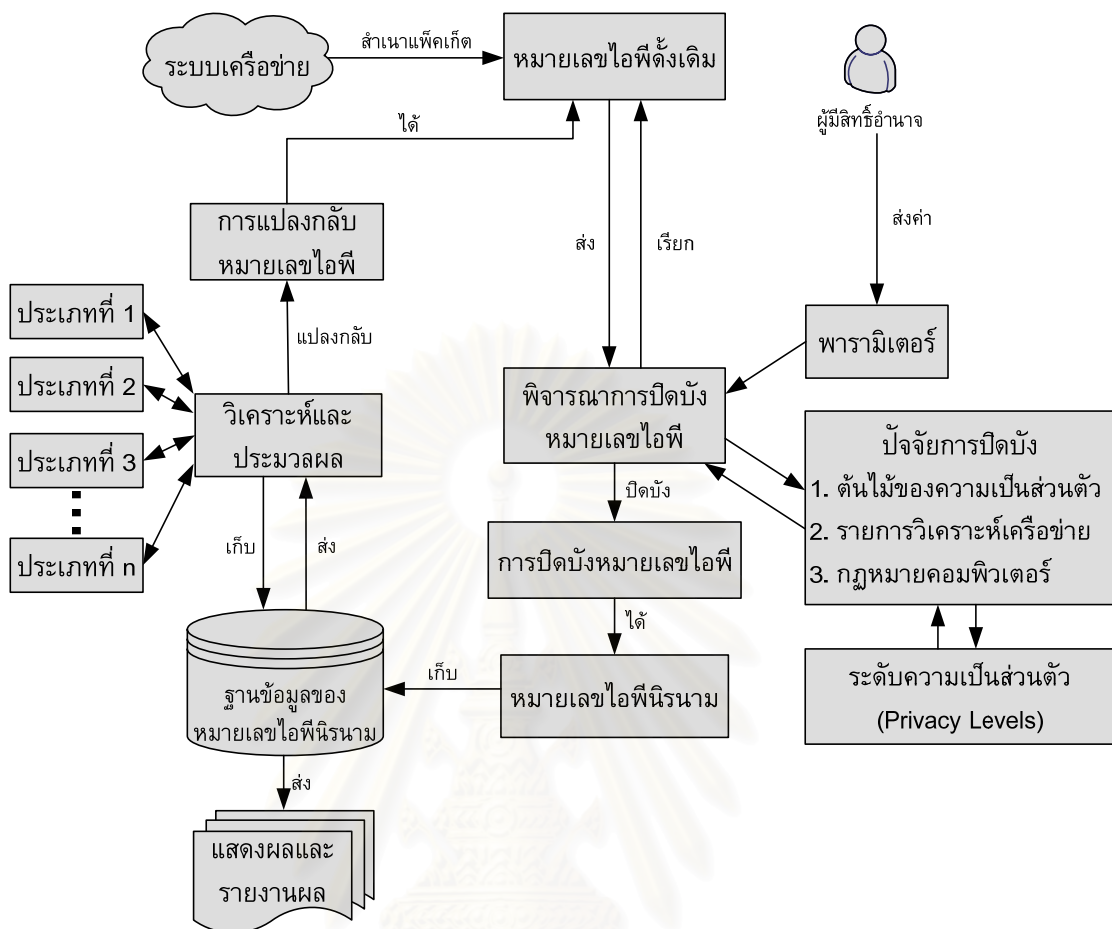 ระบบเครือข่าย
สำเนาแพ็คเก็ต
หมายเลขไอพีดั้งเดิม
ผู้มีสิทธิ์อำนาจ
ได้
การแปลงกลับ
หมายเลขไอพี
ส่ง
เรียก
ส่งค่า
ประเภทที่ 1
แปลงกลับ
พารามิเตอร์
ประเภทที่ 2
วิเคราะห์และ
ประมวลผล
พิจารณาการปิดบัง
หมายเลขไอพี
ประเภทที่ 3
ปัจจัยการปิดบัง
1. ต้นไม้ของความเป็นส่วนตัว
2. รายการวิเคราะห์เครือข่าย
3. กฏหมายคอมพิวเตอร์
ปิดบัง
เก็บ
ส่ง
ประเภทที่ n
การปิดบังหมายเลขไอพี
ได้
ฐานข้อมูลของ
หมายเลขไอพีนิรนาม
เก็บ
หมายเลขไอพีนิรนาม
ระดับความเป็นส่วนตัว
(Privacy Levels)
ส่ง
แสดงผลและ
รายงานผล